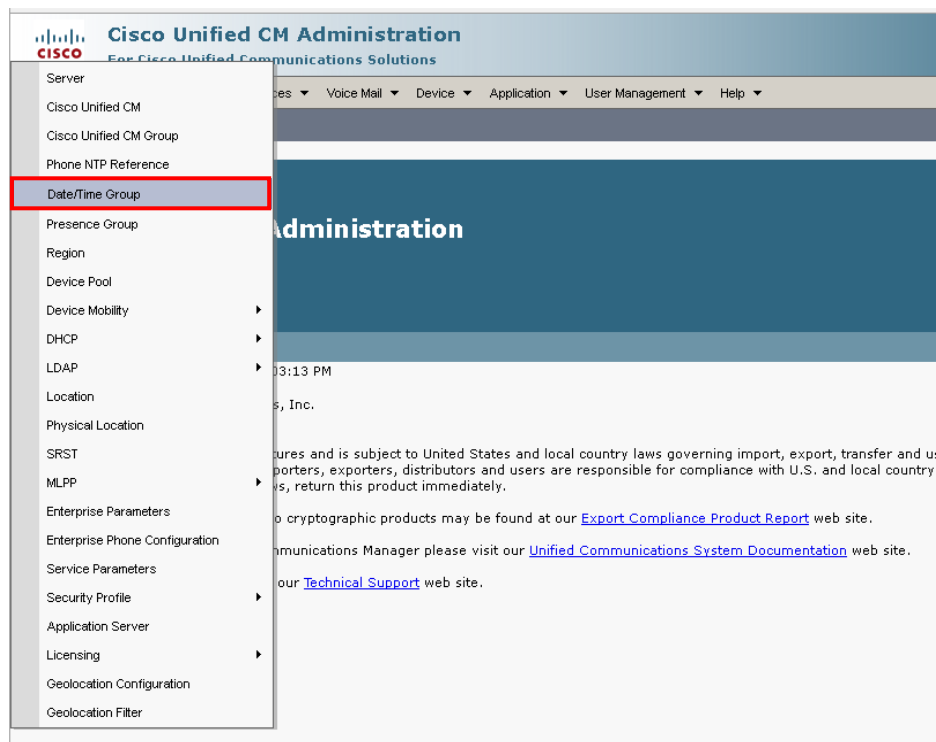 Cisco Unified CM Administration
CISCO
For Cisco Unified Communications Solutions
Server
Voice Mail Device Application User Management Help
Cisco Unified CM
Cisco Unified CM Group
Phone NTP Reference
Date/Time Group
Presence Group
Administration
Region
Device Pool
Device Mobility
DHCP
LDAP
03:13 PM
Location
s, Inc.
Physical Location
SRST
tures and is subject to United States and local country laws governing import, export, transfer and
porters, exporters, distributors and users are responsible for compliance with U.S. and local country
MLPP
ws, return this product immediately.
Enterprise Parameters
o cryptographic products may be found at our Export Compliance Product Report web site.
Enterprise Phone Configuration
mmunications Manager please visit our Unified Communications System Documentation web site.
Service Parameters
our Technical Support web site.
Security Profile
Application Server
Licensing
Geolocation Configuration
Geolocation Filter